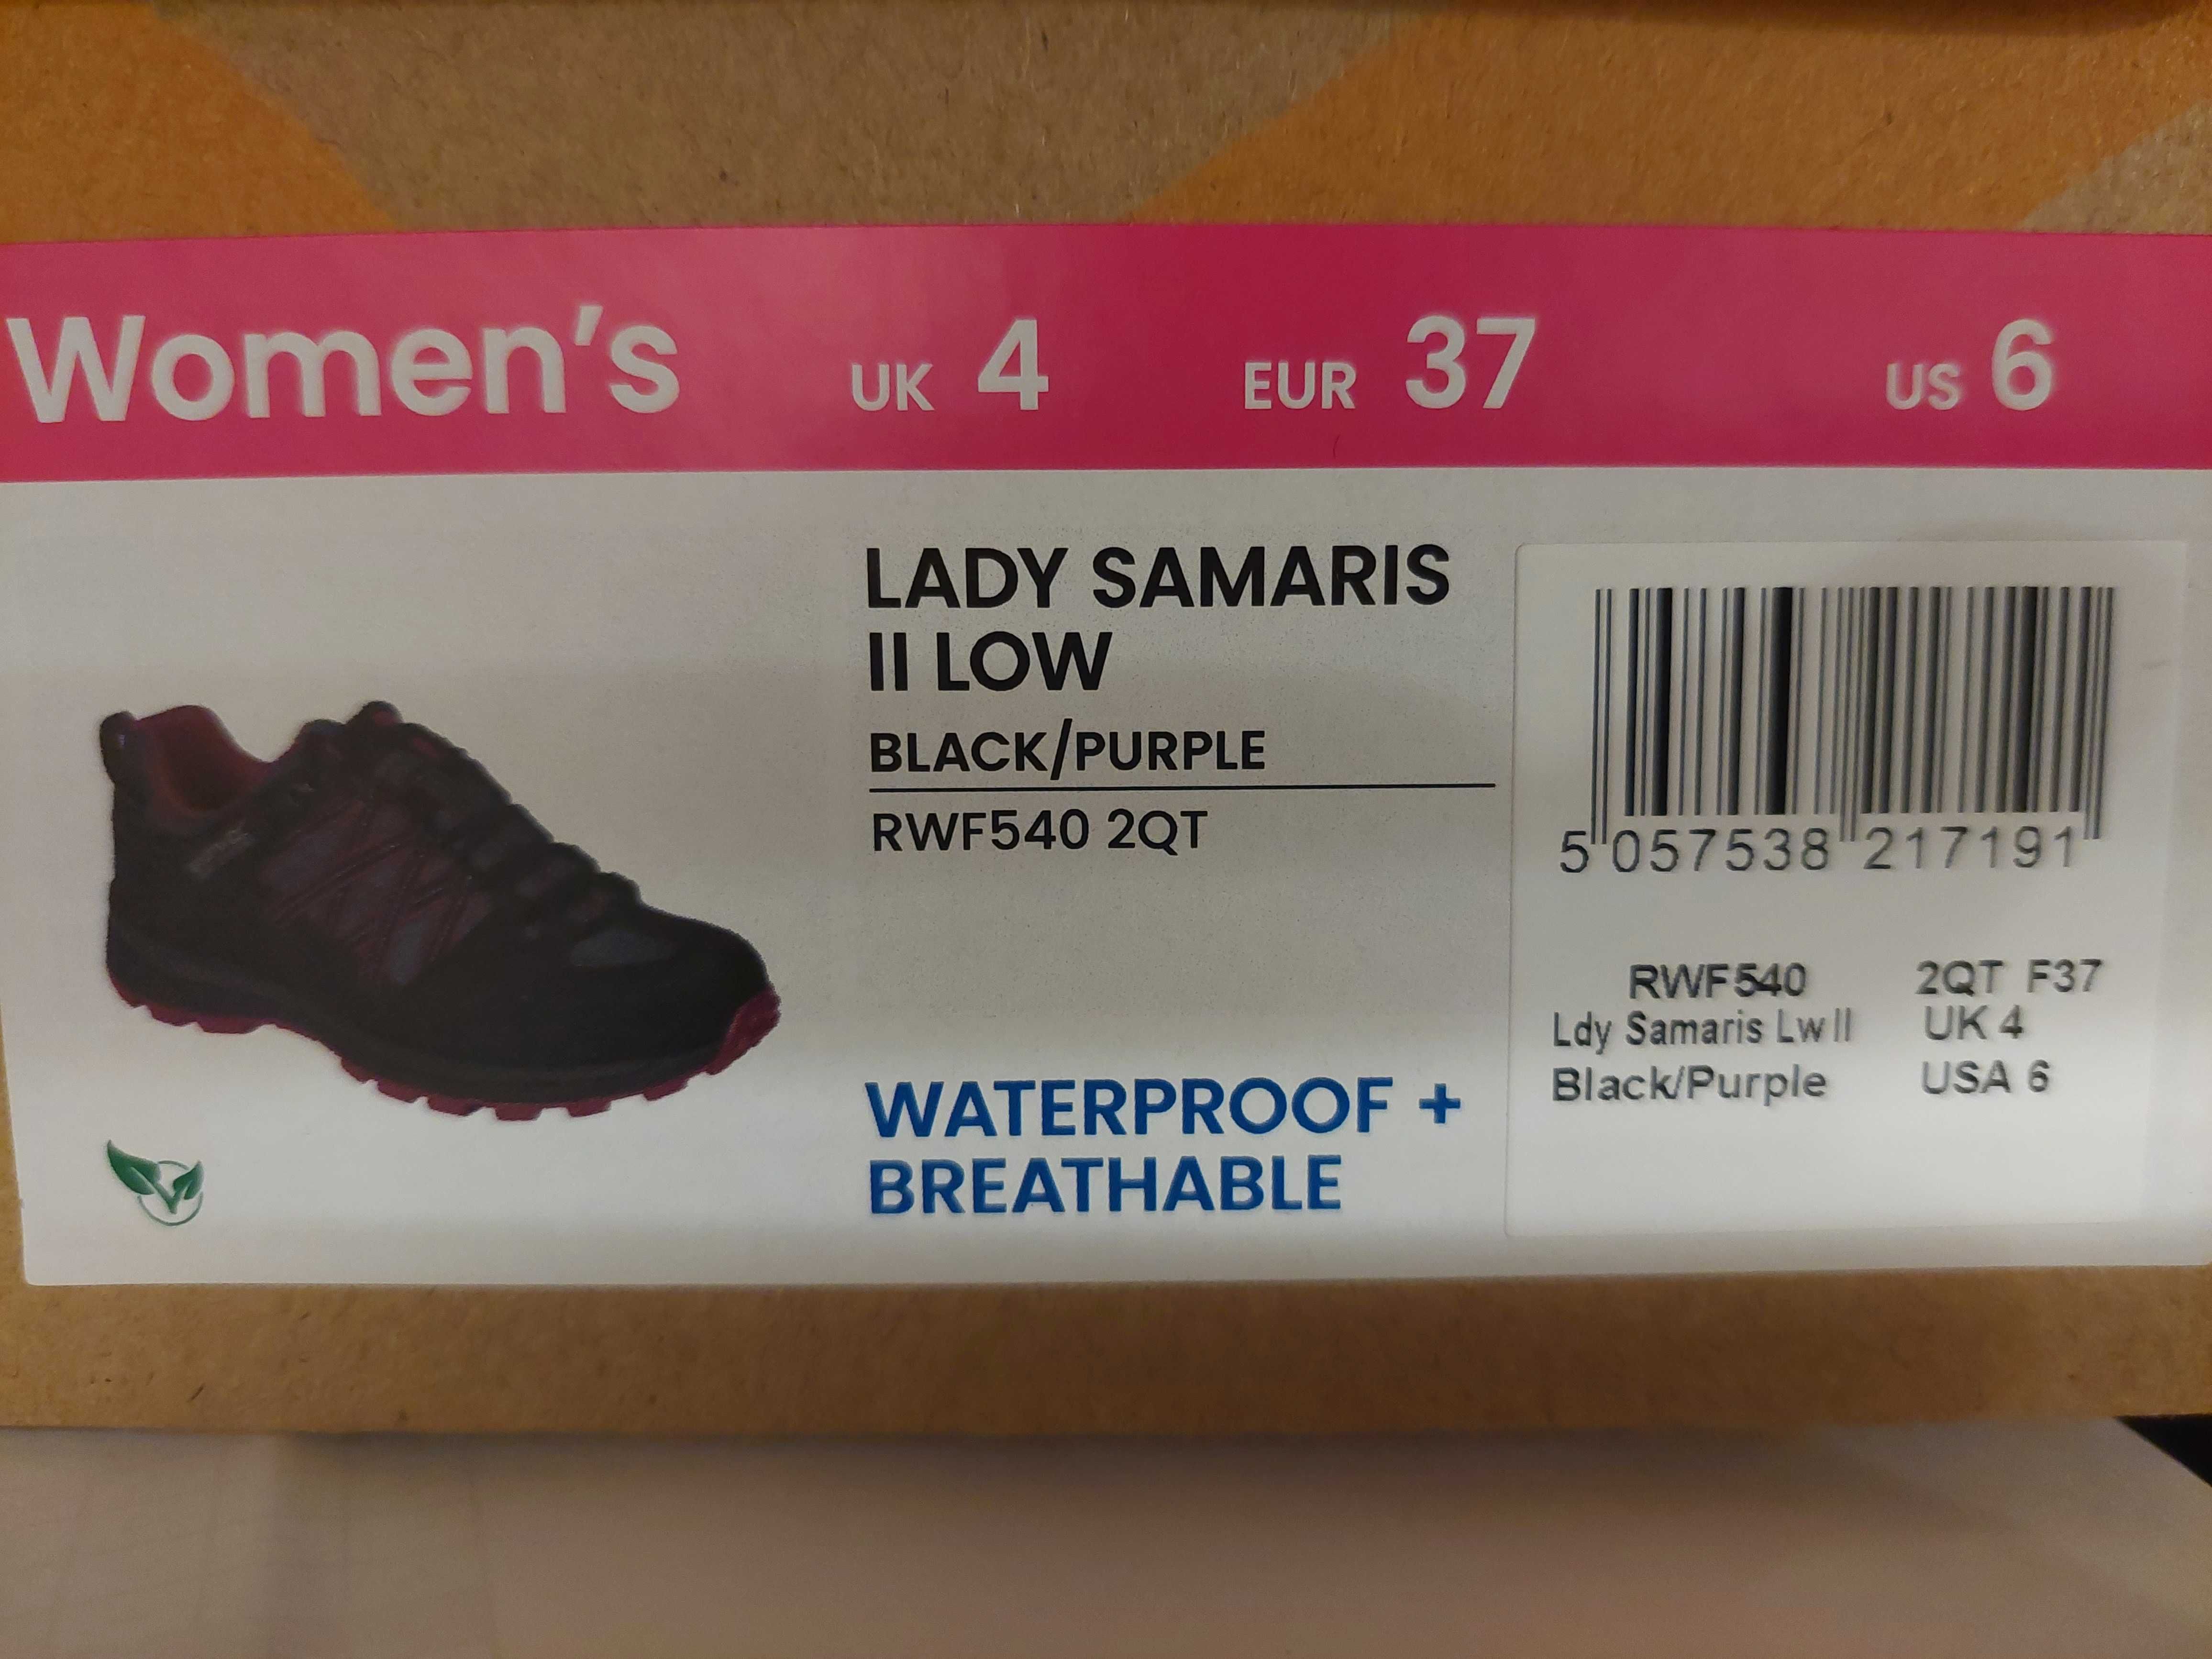 Women's UK 4 EUR 37 US 6
LADY SAMARIS
II LOW
BLACK/PURPLE
RWF540 2QT
WATERPROOF +
BREATHABLE
5 057538 217191
RWF540 2QT F37
Ldy Samaris Lw II UK 4
Black/Purple USA 6